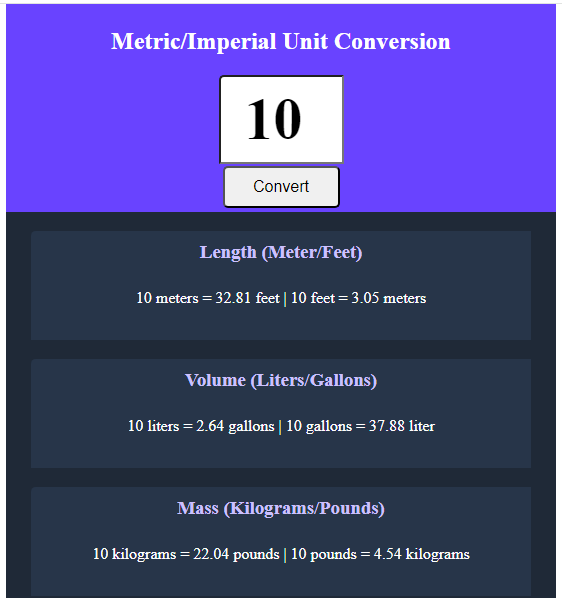 Metric/Imperial Unit Conversion
10
Convert
Length (Meter/Feet)
10 meters = 32.81 feet | 10 feet = 3.05 meters
Volume (Liters/Gallons)
10 liters = 2.64 gallons | 10 gallons = 37.88 liter
Mass (Kilograms/Pounds)
10 kilograms = 22.04 pounds | 10 pounds = 4.54 kilograms